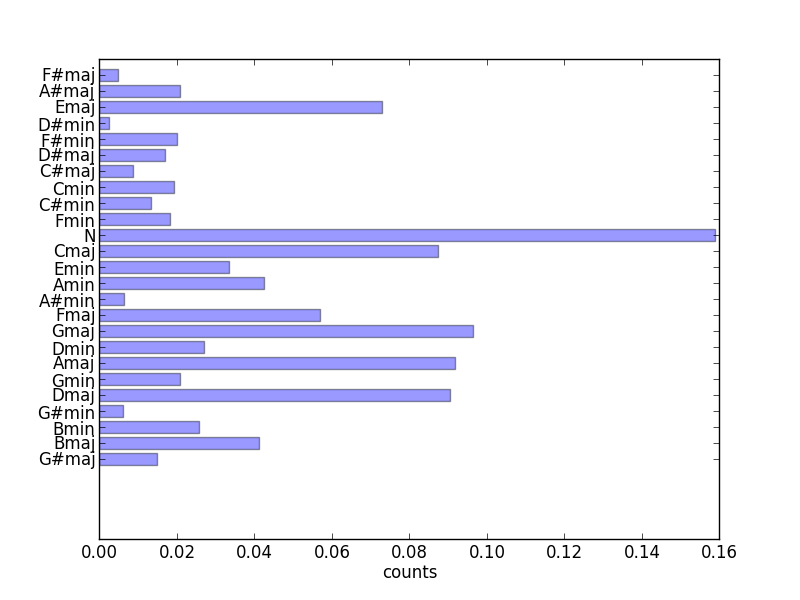 F#maj
A#maj
Emaj
D#min
F#min
D#maj
C#maj
Cmin
C#min
Fmin
N
Cmaj
Emin
Amin
A#min
Fmaj
Gmaj
Dmin
Amaj
Gmin
Dmaj
G#min
Bmin
Bmaj
G#maj
0.00 0.02 0.04 0.06 0.08 0.10 0.12 0.14 0.16
counts